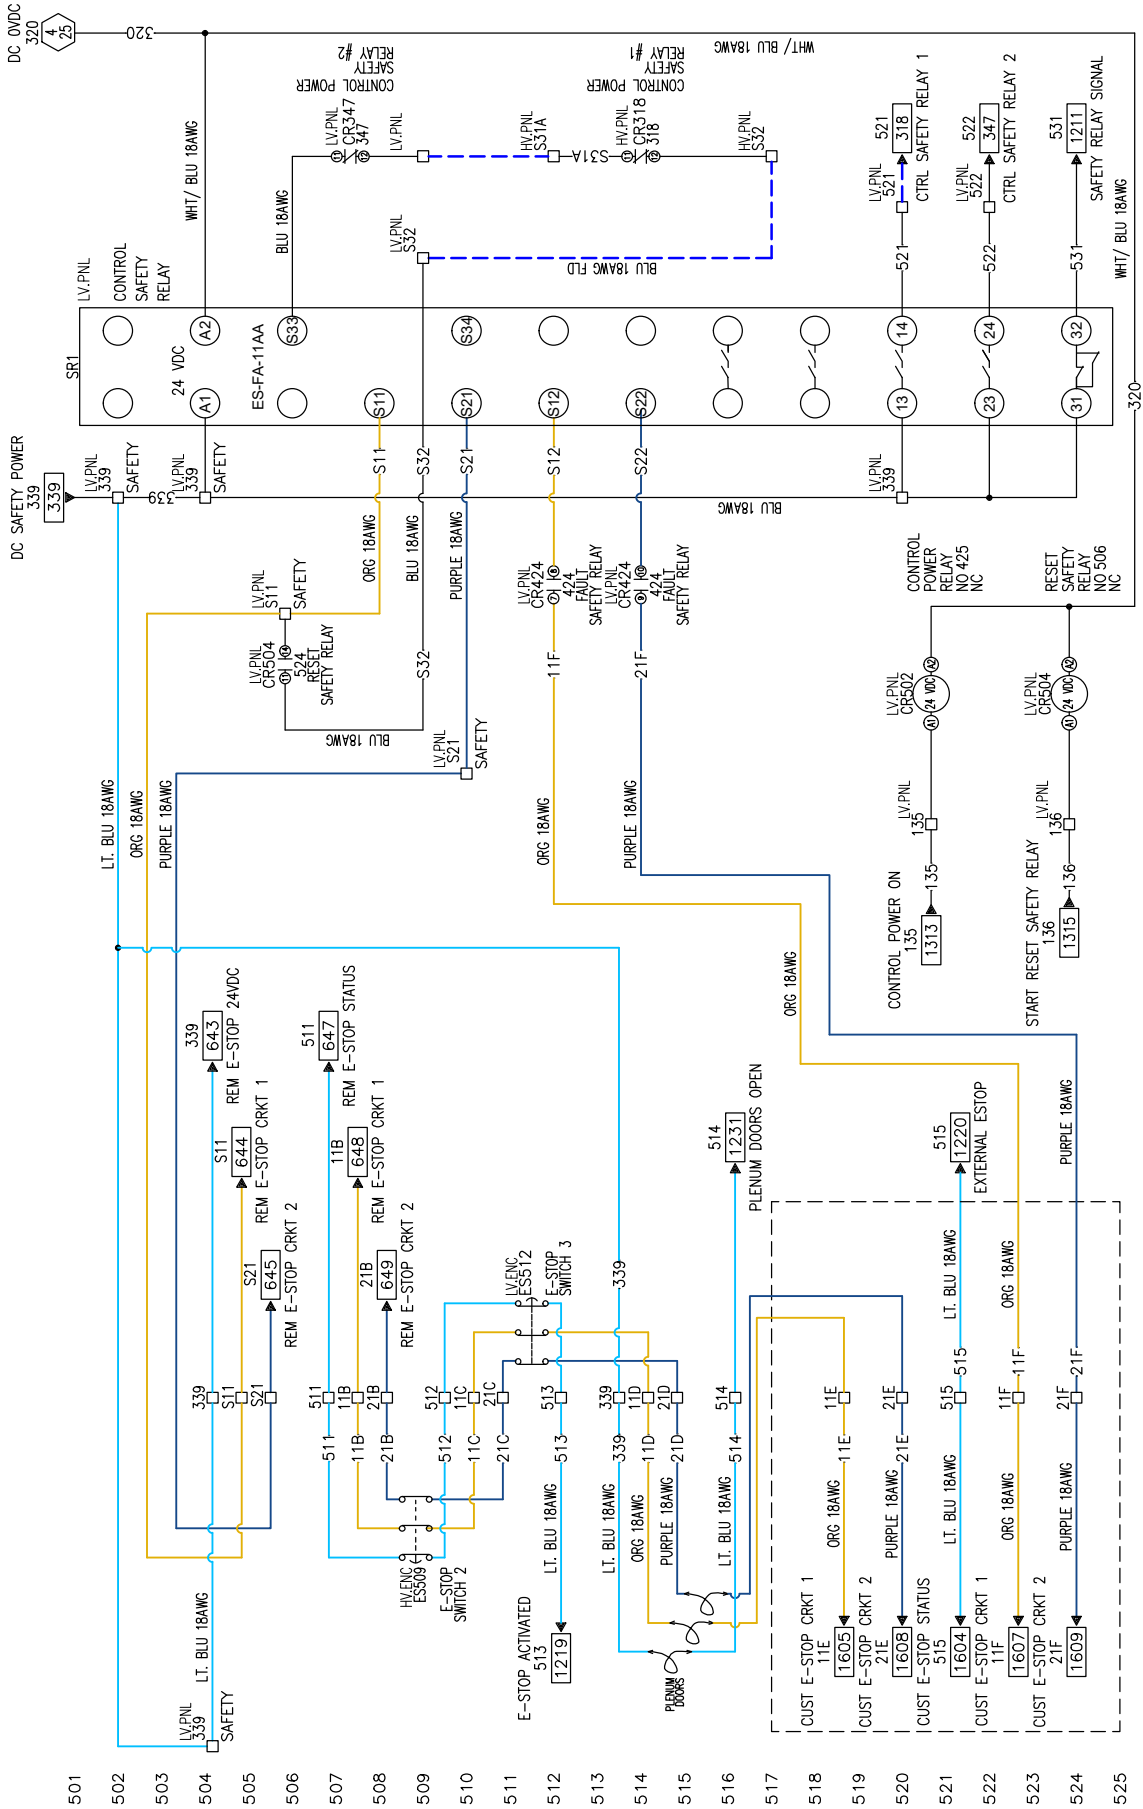 DC 0VDC
320
4
25
320
WHT/ BLU 18AWG
WHT/ BLU 18AWG
CONTROL POWER
SAFETY
RELAY #2
LV.PNL
CR347
347
11
12
LV.PNL
HV.PNL
S31A
S31A
HV.PNL
CR318
318
11
12
CONTROL POWER
SAFETY
RELAY #1
HV.PNL
S32
BLU 18AWG
LV.PNL
S32
BLU 18AWG FLD
521
318
CTRL SAFETY RELAY 1
LV.PNL
521
521
522
347
CTRL SAFETY RELAY 2
LV.PNL
522
522
531
1211
SAFETY RELAY SIGNAL
531
WHT/ BLU 18AWG
320
LV.PNL
CONTROL
SAFETY
RELAY
SR1
24 VDC
ES-FA-11AA
A2
S33
S34
14
24
32
A1
S11
S21
S12
S22
13
23
31
DC SAFETY POWER
339
339
LV.PNL
339
SAFETY
339
LV.PNL
339
SAFETY
LV.PNL
339
BLU 18AWG
S11
S32
S21
S12
S22
ORG 18AWG
BLU 18AWG
PURPLE 18AWG
LV.PNL
S11
SAFETY
LV.PNL
CR504
11
14
524
RESET
SAFETY RELAY
BLU 18AWG
S32
LV.PNL
S21
SAFETY
LV.PNL
CR424
7
8
424
FAULT
SAFETY RELAY
LV.PNL
CR424
9
10
424
FAULT
SAFETY RELAY
11F
21F
ORG 18AWG
PURPLE 18AWG
CONTROL
POWER
RELAY
NO 425
NC
RESET
SAFETY
RELAY
NO 506
NC
LV.PNL
CR502
A1
24 VDC
A2
LV.PNL
CR504
A1
24 VDC
A2
LV.PNL
135
135
LV.PNL
136
136
CONTROL POWER ON
135
1313
START RESET SAFETY RELAY
136
1315
LT. BLU 18AWG
ORG 18AWG
PURPLE 18AWG
339
643
REM E-STOP 24VDC
S11
644
REM E-STOP CRKT 1
S21
645
REM E-STOP CRKT 2
511
647
REM E-STOP STATUS
11B
648
REM E-STOP CRKT 1
21B
649
REM E-STOP CRKT 2
339
S11
S21
511
11B
21B
511
11B
21B
512
11C
21C
512
11C
21C
LV.ENC
ES512
E-STOP
SWITCH 3
HV.ENC
ES509
E-STOP
SWITCH 2
513
513
LT. BLU 18AWG
E-STOP ACTIVATED
513
1219
339
339
339
11D
11D
21D
21D
514
514
LT. BLU 18AWG
ORG 18AWG
PURPLE 18AWG
LT. BLU 18AWG
PLENUM
DOORS
514
1231
PLENUM DOORS OPEN
ORG 18AWG
PURPLE 18AWG
515
1220
EXTERNAL ESTOP
LT. BLU 18AWG
ORG 18AWG
515
11F
21F
11E
21E
515
11F
21F
11E
21E
ORG 18AWG
PURPLE 18AWG
LT. BLU 18AWG
ORG 18AWG
PURPLE 18AWG
CUST E-STOP CRKT 1
11E
1605
CUST E-STOP CRKT 2
21E
1608
CUST E-STOP STATUS
515
1604
CUST E-STOP CRKT 1
11F
1607
CUST E-STOP CRKT 2
21F
1609
LT. BLU 18AWG
LV.PNL
339
SAFETY
501
502
503
504
505
506
507
508
509
510
511
512
513
514
515
516
517
518
519
520
521
522
523
524
525